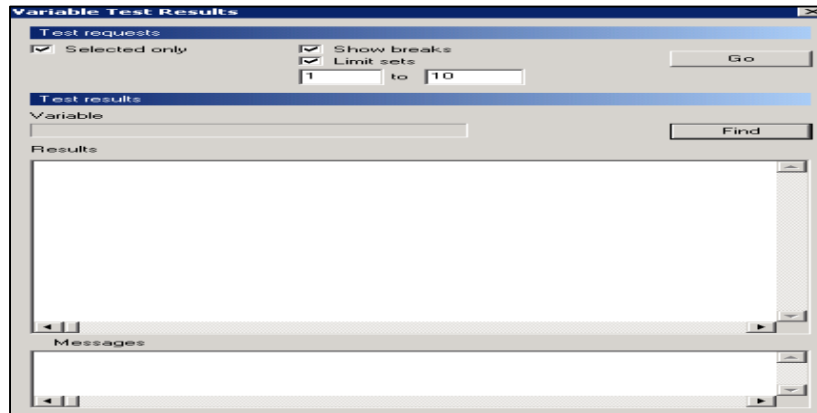 Variable Test Results
Test requests
Selected only
Show breaks
Limit sets
Go
1 to 10
Test results
Variable
Find
Results
Messages